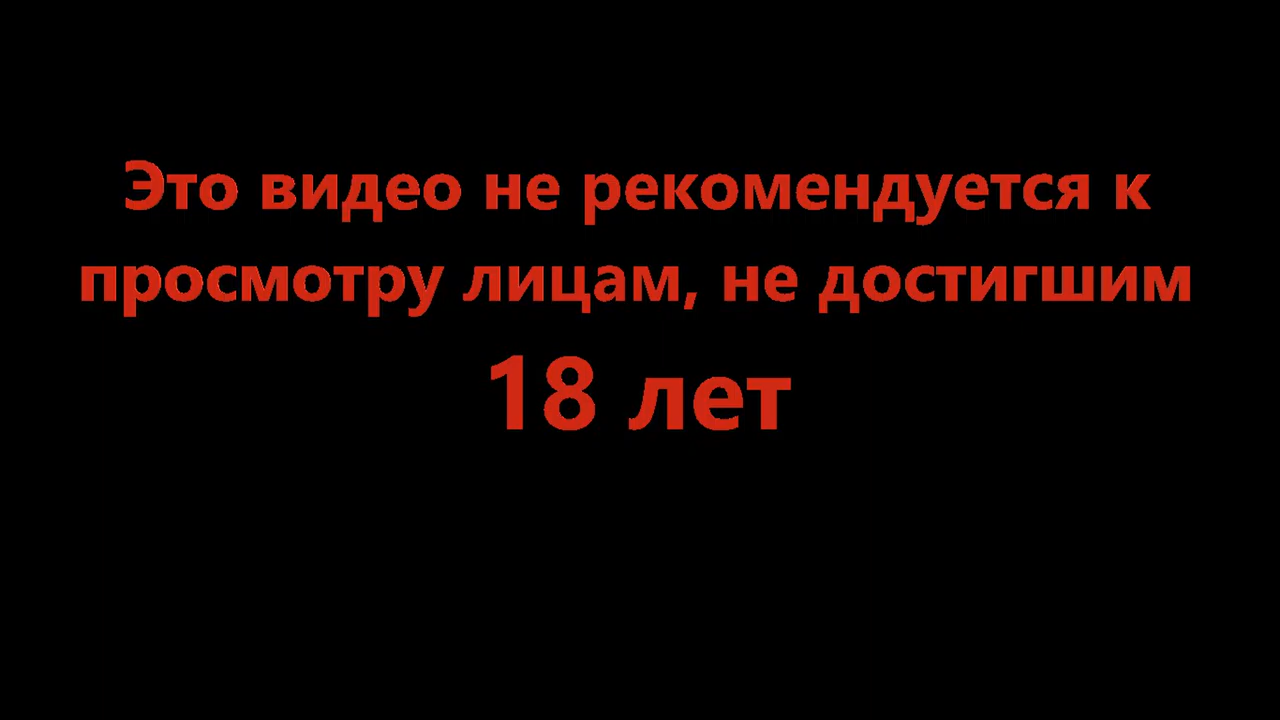 Это видео не рекомендуется к
просмотру лицам, не достигшим
18 лет